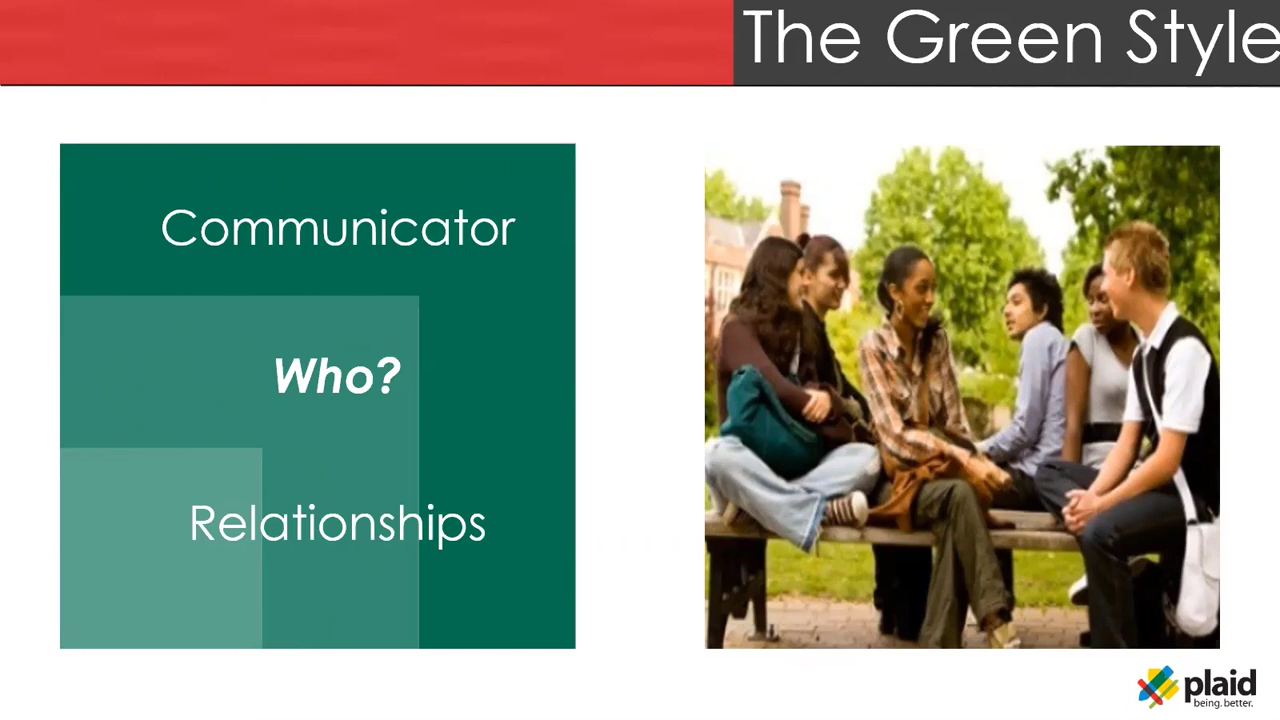 The Green Style
Communicator
Who?
Relationships
plaid
being. better.